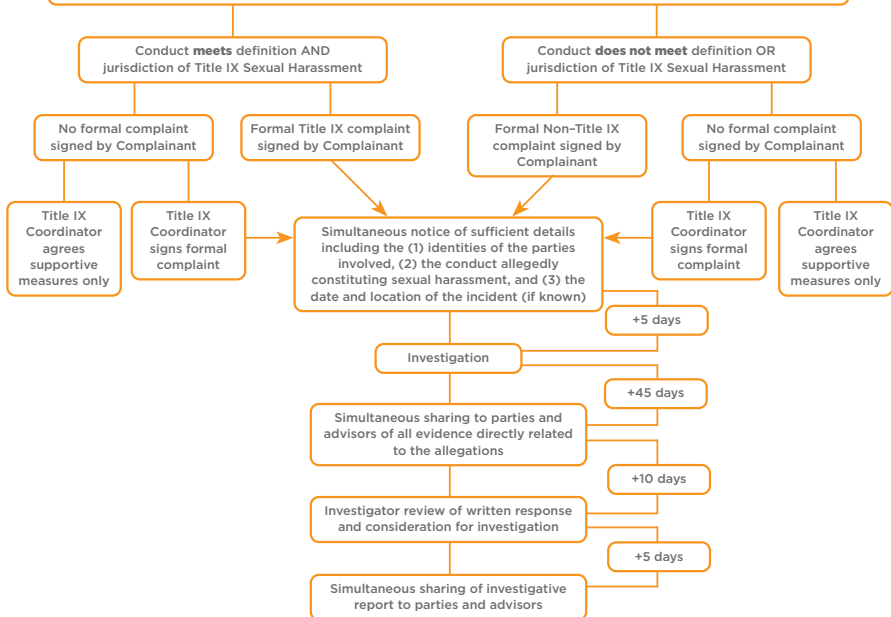 Conduct meets definition AND
jurisdiction of Title IX Sexual Harassment
Conduct does not meet definition OR
jurisdiction of Title IX Sexual Harassment
No formal complaint
signed by Complainant
Formal Title IX complaint
signed by Complainant
Formal Non–Title IX
complaint signed by
Complainant
No formal complaint
signed by Complainant
Title IX
Coordinator
agrees
supportive
measures only
Title IX
Coordinator
signs formal
complaint
Simultaneous notice of sufficient details
including the (1) identities of the parties
involved, (2) the conduct allegedly
constituting sexual harassment, and (3) the
date and location of the incident (if known)
Title IX
Coordinator
signs formal
complaint
Title IX
Coordinator
agrees
supportive
measures only
+5 days
Investigation
+45 days
Simultaneous sharing to parties and
advisors of all evidence directly related
to the allegations
+10 days
Investigator review of written response
and consideration for investigation
+5 days
Simultaneous sharing of investigative
report to parties and advisors